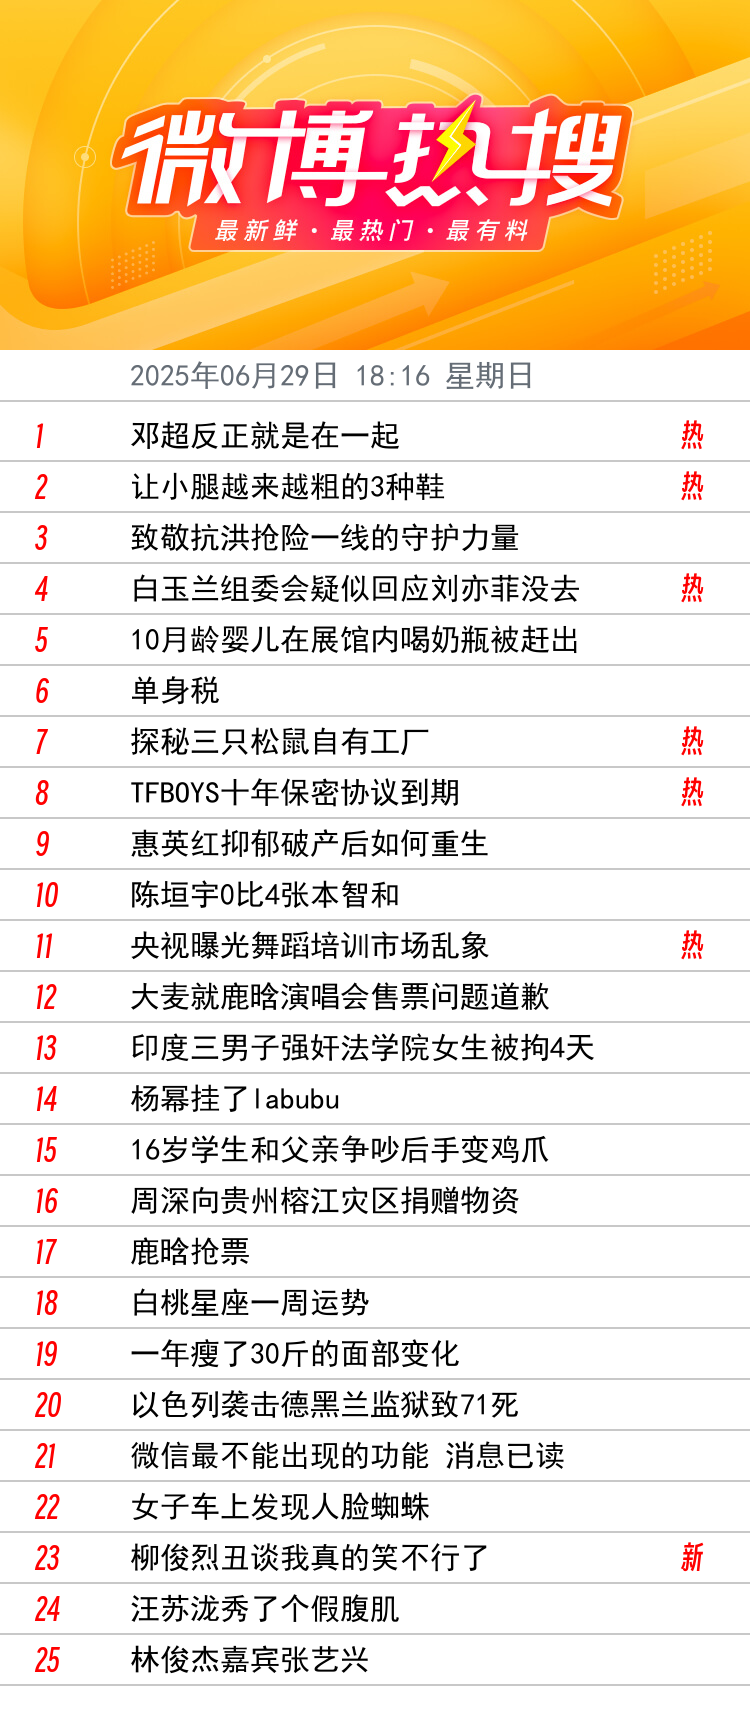 微博热搜
最新鲜·最热门·最有料
2025年06月29日 18:16 星期日
1 邓超反正就是在一起 热
2 让小腿越来越粗的3种鞋 热
3 致敬抗洪抢险一线的守护力量
4 白玉兰组委会疑似回应刘亦菲没去 热
5 10月龄婴儿在展馆内喝奶瓶被赶出
6 单身税
7 探秘三只松鼠自有工厂 热
8 TFBOYS十年保密协议到期 热
9 惠英红抑郁破产后如何重生
10 陈垣宇0比4张本智和
11 央视曝光舞蹈培训市场乱象 热
12 大麦就鹿晗演唱会售票问题道歉
13 印度三男子强奸法学院女生被拘4天
14 杨幂挂了labubu
15 16岁学生和父亲争吵后手变鸡爪
16 周深向贵州榕江灾区捐赠物资
17 鹿晗抢票
18 白桃星座一周运势
19 一年瘦了30斤的面部变化
20 以色列袭击德黑兰监狱致71死
21 微信最不能出现的功能 消息已读
22 女子车上发现人脸蜘蛛
23 柳俊烈丑谈我真的笑不行了 新
24 汪苏泷秀了个假腹肌
25 林俊杰嘉宾张艺兴